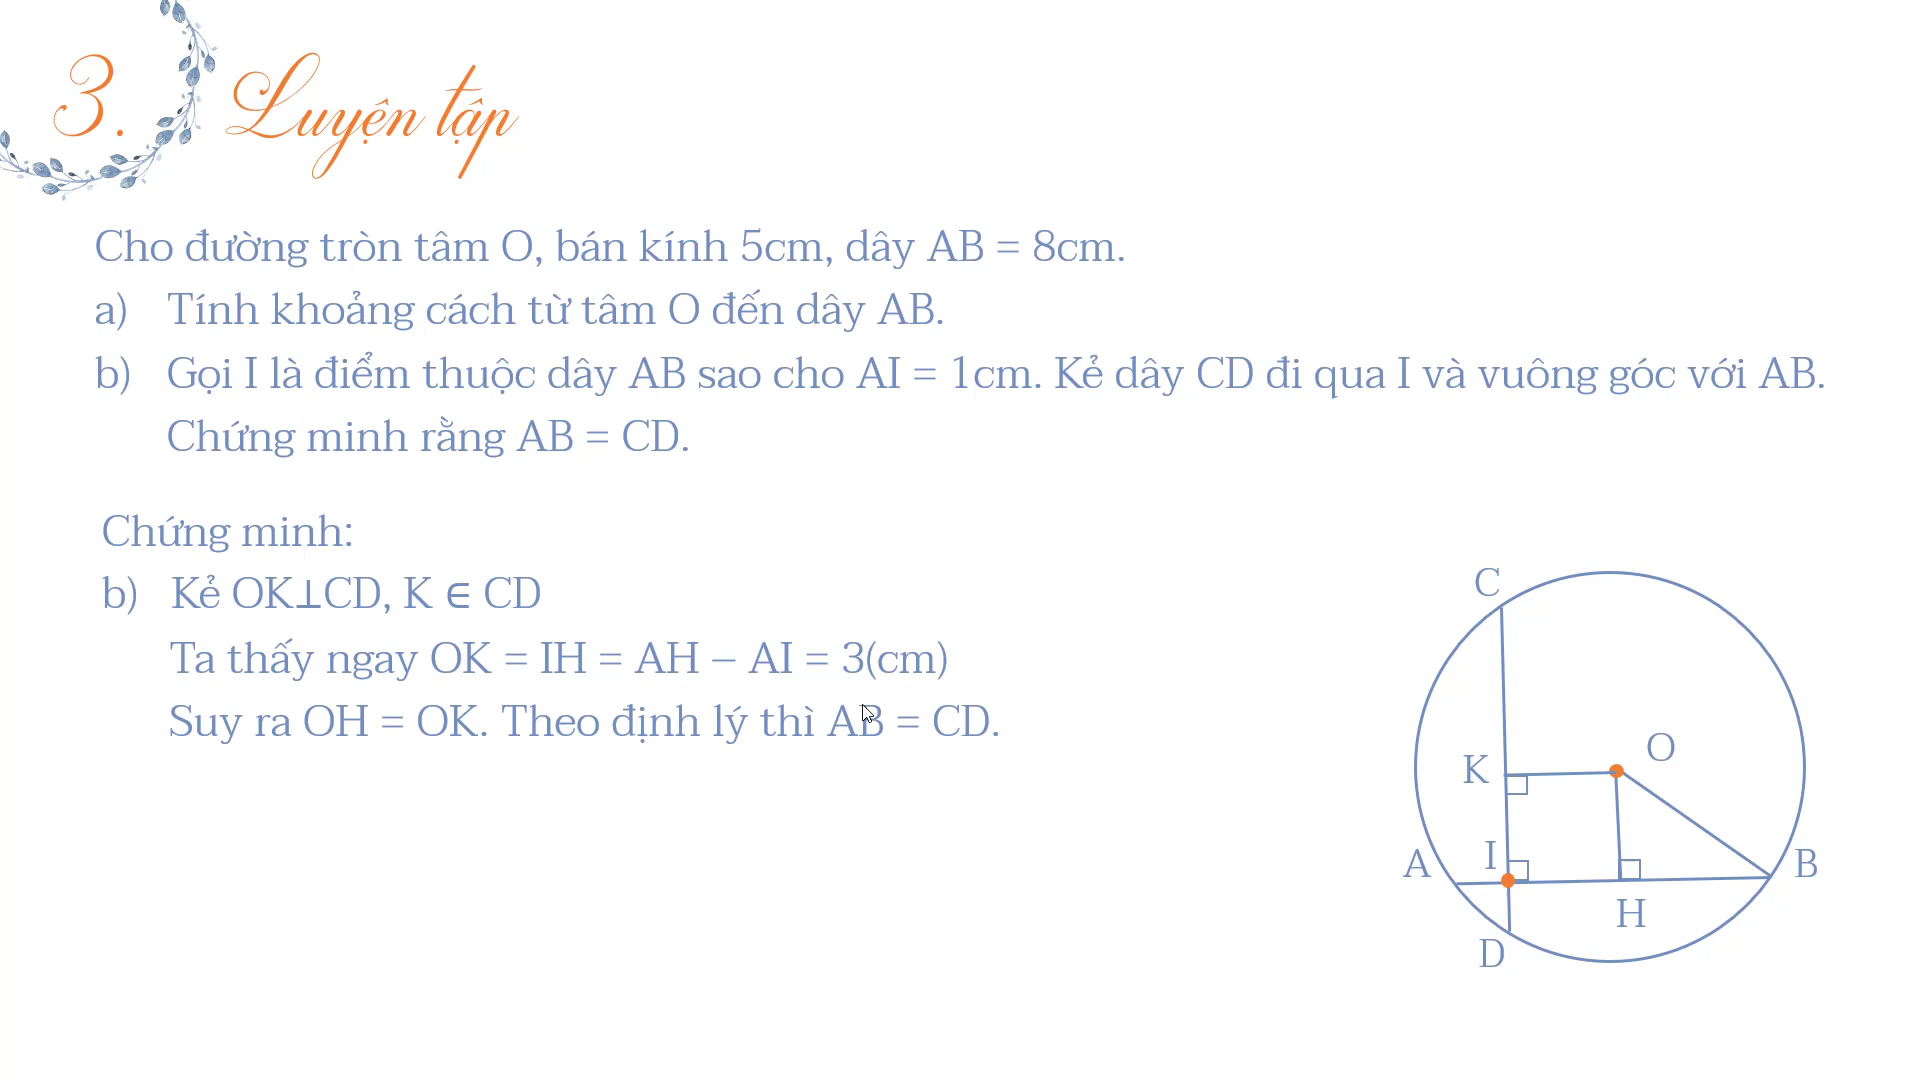 3. Luyện tập
Cho đường tròn tâm O, bán kính 5cm, dây AB = 8cm.
a) Tính khoảng cách từ tâm O đến dây AB.
b) Gọi I là điểm thuộc dây AB sao cho AI = 1cm. Kẻ dây CD đi qua I và vuông góc với AB.
Chứng minh rằng AB = CD.
Chứng minh:
b) Kẻ OK⊥CD, K ∈ CD
Ta thấy ngay OK = IH = AH – AI = 3(cm)
Suy ra OH = OK. Theo định lý thì AB = CD.
C
O
K
I
A
B
H
D